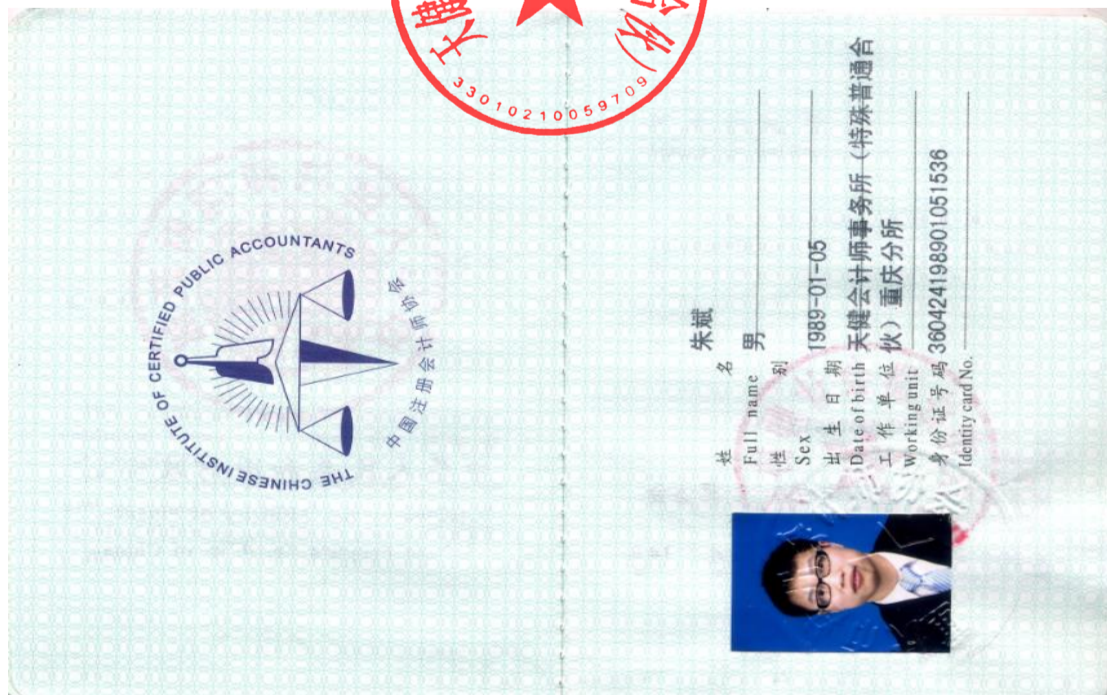 33010210059709
THE CHINESE INSTITUTE OF CERTIFIED PUBLIC ACCOUNTANTS
中国注册会计师协会
姓 名 朱斌
Full name
性 别 男
Sex
出 生 日 期 1989-01-05
Date of birth
工 作 单 位 天健会计师事务所（特殊普通合
伙）重庆分所
Working unit
身份证号码 360424198901051536
Identity card No.